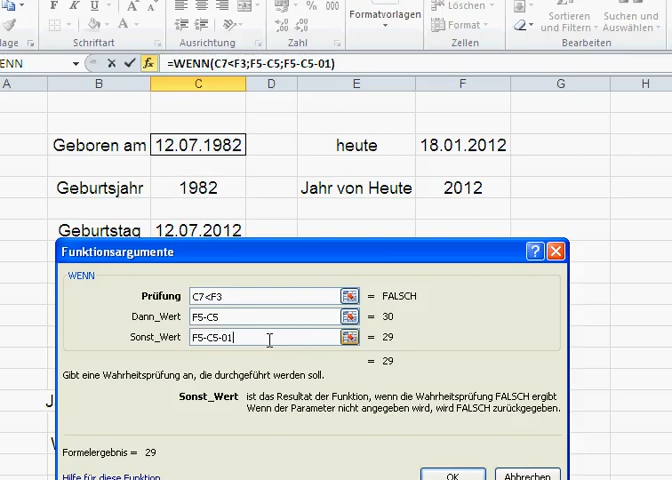 Löschen
Formatvorlagen
Sortieren Suchen und
Format
und Filtern Auswählen
Schriftart Ausrichtung Zahl Zellen Bearbeiten
=WENN(C7<F3;F5-C5;F5-C5-01)
A B C D E F G H
Geboren am 12.07.1982 heute 18.01.2012
Geburtsjahr 1982 Jahr von Heute 2012
Geburtstag 12.07.2012
Funktionsargumente
WENN
Prüfung C7<F3 = FALSCH
Dann_Wert F5-C5 = 30
Sonst_Wert F5-C5-01 = 29
= 29
Gibt eine Wahrheitsprüfung an, die durchgeführt werden soll.
Sonst_Wert ist das Resultat der Funktion, wenn die Wahrheitsprüfung FALSCH ergibt
Wenn der Parameter nicht angegeben wird, wird FALSCH zurückgegeben.
Formelergebnis = 29
Hilfe für diese Funktion OK Abbrechen